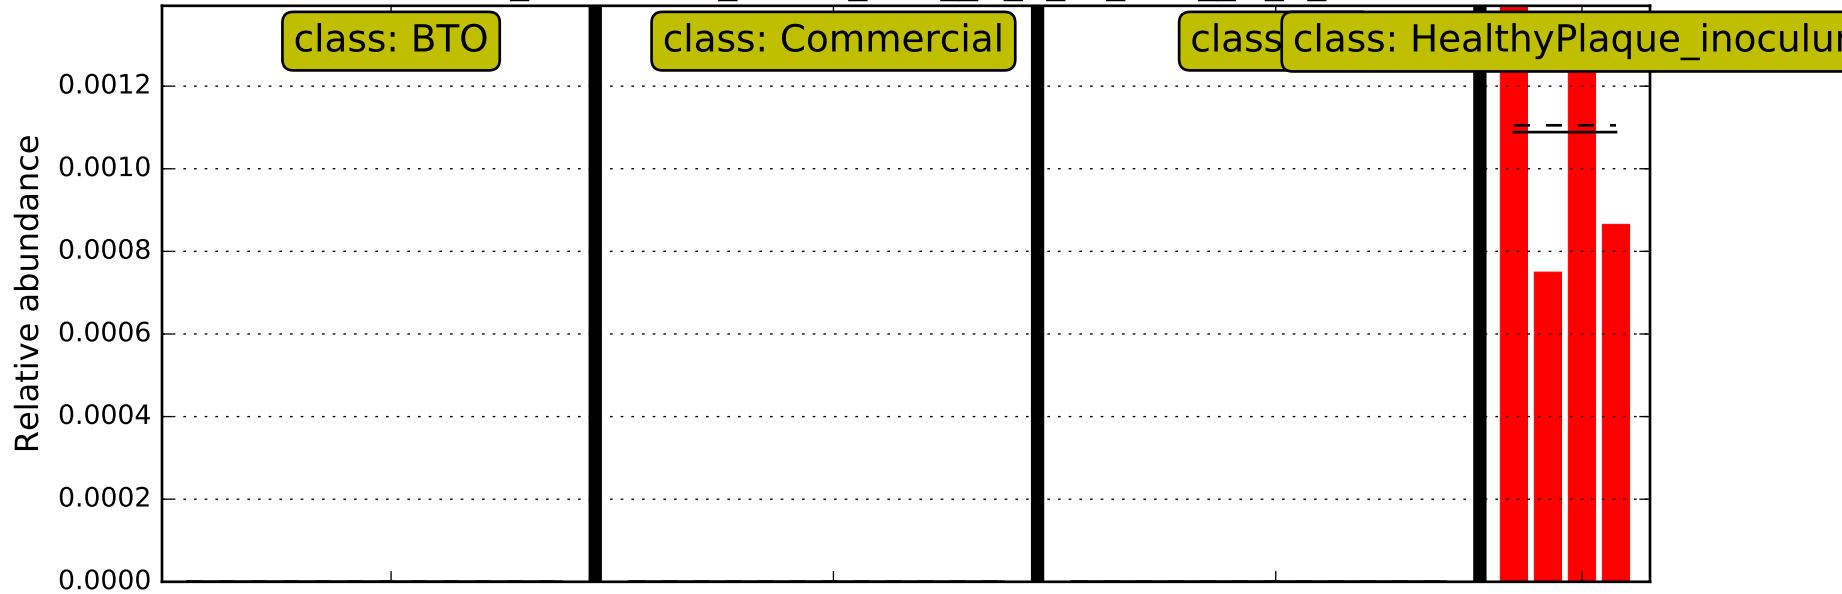 class: BTO
class: Commercial
class
class: HealthyPlaque_inoculu
0.0012
0.0010
0.0008
0.0006
0.0004
0.0002
0.0000
Relative abundance